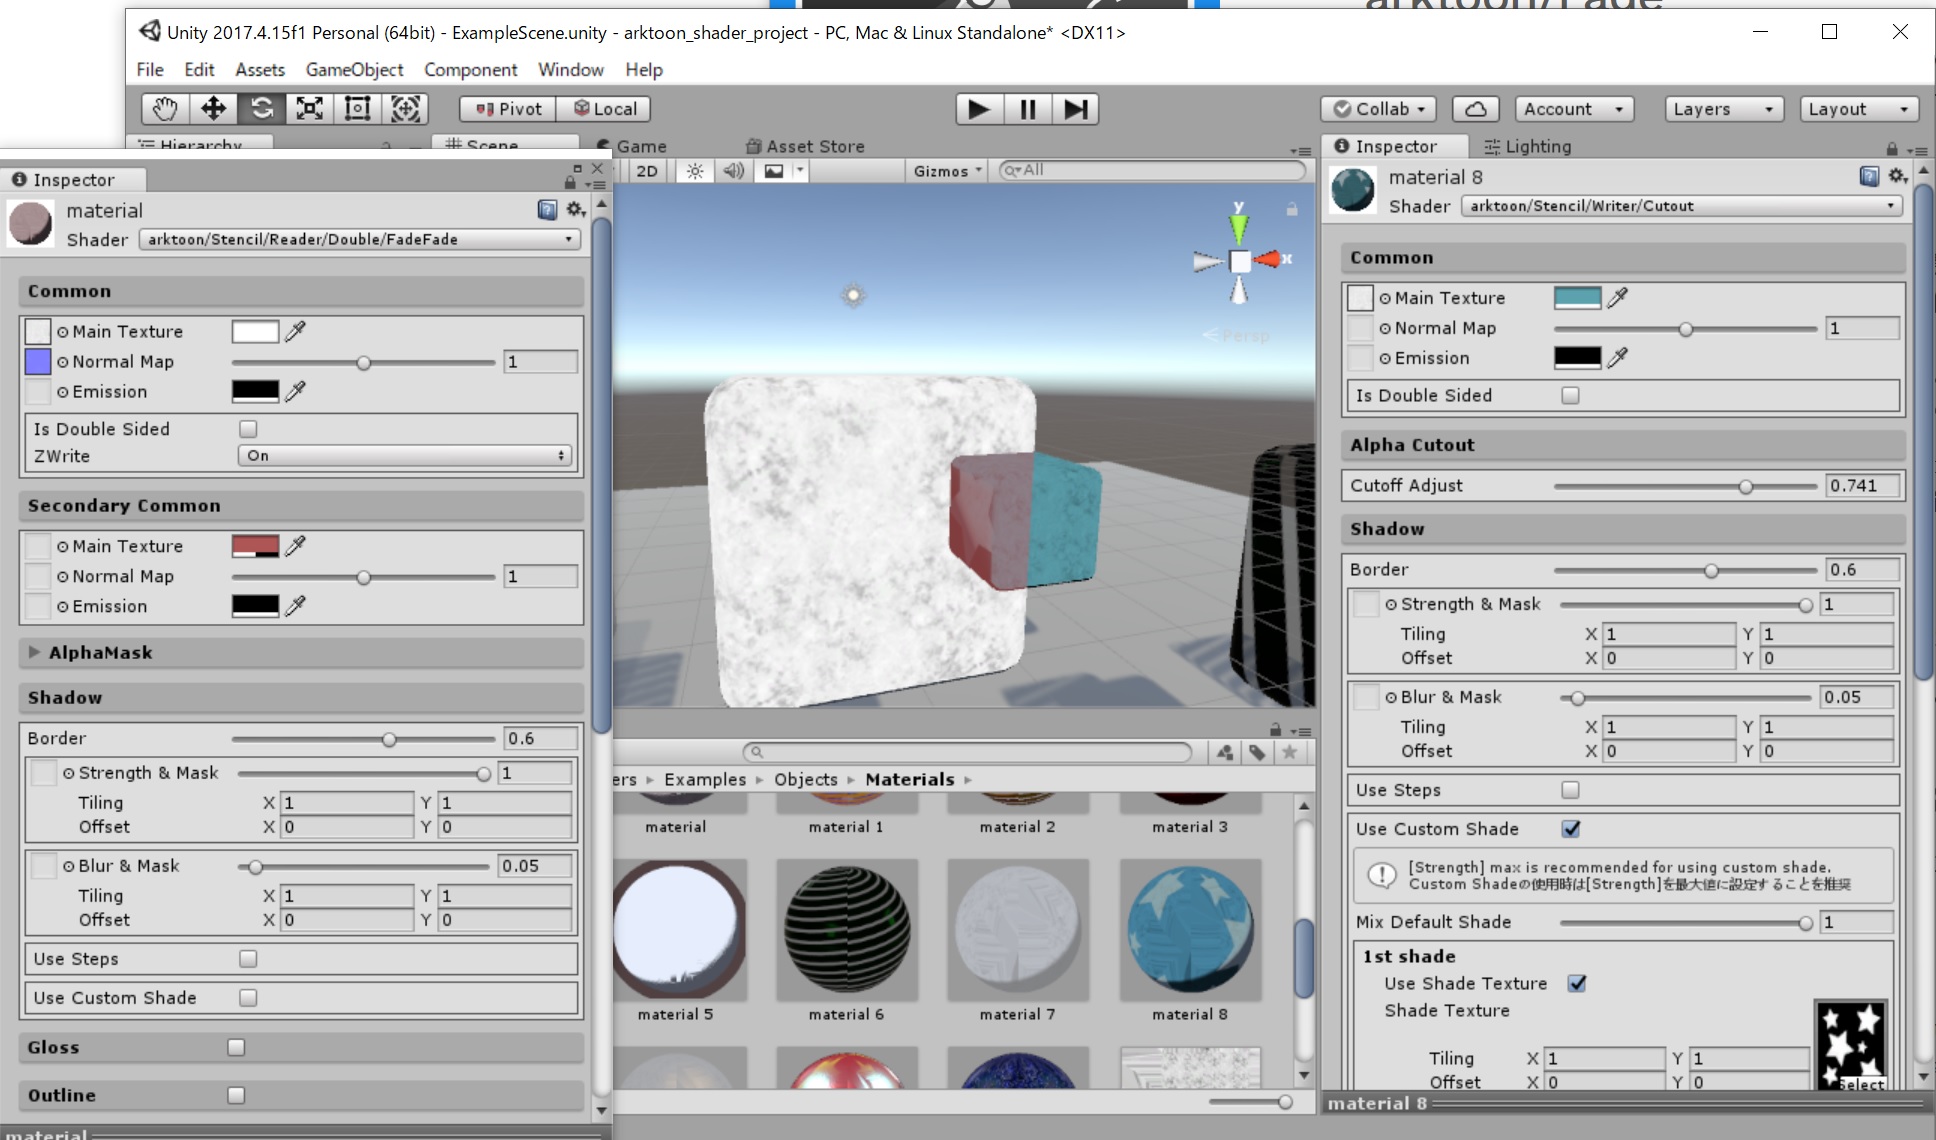 arktoon/Fade
Unity 2017.4.15f1 Personal (64bit) - ExampleScene.unity - arktoon_shader_project - PC, Mac & Linux Standalone* <DX11>
File Edit Assets GameObject Component Window Help
Pivot Local Collab Account Layers Layout
Hierarchy Scene Game Asset Store
2D Gizmos All
y
x
Persp
Inspector
material
Shader arktoon/Stencil/Reader/Double/FadeFade
Common
Main Texture
Normal Map 1
Emission
Is Double Sided
ZWrite On
Secondary Common
Main Texture
Normal Map 1
Emission
AlphaMask
Shadow
Border 0.6
Strength & Mask 1
Tiling X 1 Y 1
Offset X 0 Y 0
Blur & Mask 0.05
Tiling X 1 Y 1
Offset X 0 Y 0
Use Steps
Use Custom Shade
Gloss
Outline
material
ers Examples Objects Materials
material material 1 material 2 material 3
material 5 material 6 material 7 material 8
Inspector Lighting
material 8
Shader arktoon/Stencil/Writer/Cutout
Common
Main Texture
Normal Map 1
Emission
Is Double Sided
Alpha Cutout
Cutoff Adjust 0.741
Shadow
Border 0.6
Strength & Mask 1
Tiling X 1 Y 1
Offset X 0 Y 0
Blur & Mask 0.05
Tiling X 1 Y 1
Offset X 0 Y 0
Use Steps
Use Custom Shade
[Strength] max is recommended for using custom shade.
Custom Shadeの使用時は[Strength]を最大値に設定することを推奨
Mix Default Shade 1
1st shade
Use Shade Texture
Shade Texture
Tiling X 1 Y 1
Offset X 0 Y 0
Select
material 8